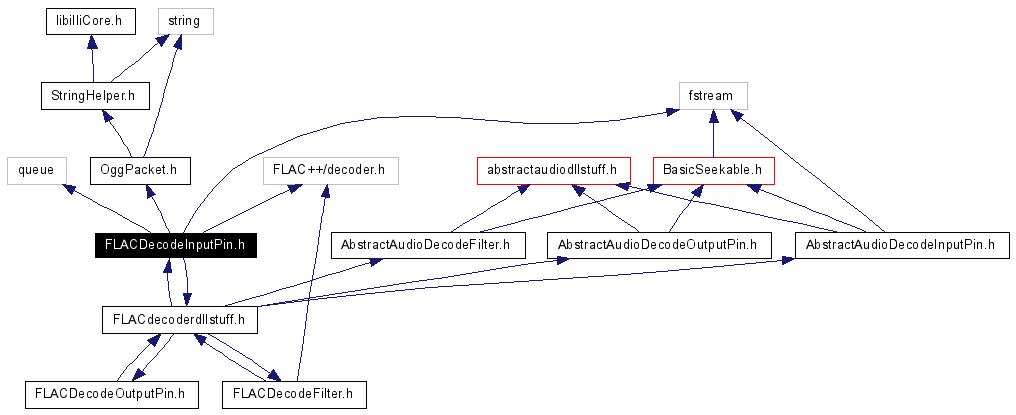 libilliCore.h
string
StringHelper.h
fstream
queue
OggPacket.h
FLAC++/decoder.h
abstractaudiodllstuff.h
BasicSeekable.h
FLACDecodeInputPin.h
AbstractAudioDecodeFilter.h
AbstractAudioDecodeOutputPin.h
AbstractAudioDecodeInputPin.h
FLACdecoderdllstuff.h
FLACDecodeOutputPin.h
FLACDecodeFilter.h